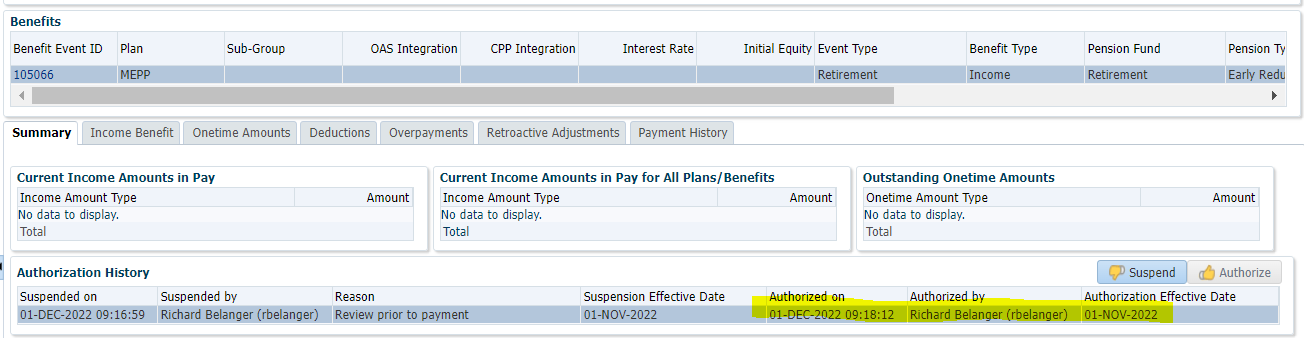 Benefits
Benefit Event ID Plan Sub-Group OAS Integration CPP Integration Interest Rate Initial Equity Event Type Benefit Type Pension Fund Pension Ty
105066 MEPP Retirement Income Retirement Early Redu
Summary Income Benefit Onetime Amounts Deductions Overpayments Retroactive Adjustments Payment History
Current Income Amounts in Pay Current Income Amounts in Pay for All Plans/Benefits Outstanding Onetime Amounts
Income Amount Type Amount Income Amount Type Amount Onetime Amount Type Amount
No data to display. No data to display. No data to display.
Total Total Total
Authorization History Suspend Authorize
Suspended on Suspended by Reason Suspension Effective Date Authorized on Authorized by Authorization Effective Date
01-DEC-2022 09:16:59 Richard Belanger (rbelanger) Review prior to payment 01-NOV-2022 01-DEC-2022 09:18:12 Richard Belanger (rbelanger) 01-NOV-2022